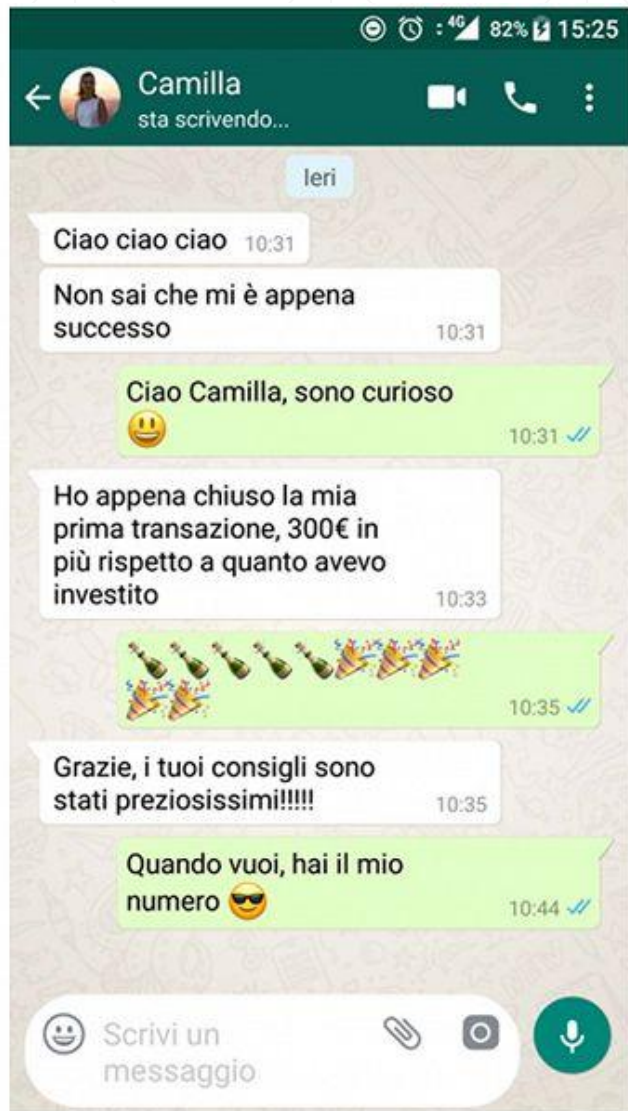 4G 82% 15:25
Camilla
sta scrivendo...
Ieri
Ciao ciao ciao 10:31
Non sai che mi è appena
successo 10:31
Ciao Camilla, sono curioso
😃 10:31
Ho appena chiuso la mia
prima transazione, 300€ in
più rispetto a quanto avevo
investito 10:33
🍾🍾🍾🍾🍾🎉🎉🎉
🎉🎉 10:35
Grazie, i tuoi consigli sono
stati preziosissimi!!!!! 10:35
Quando vuoi, hai il mio
numero 😎 10:44
Scrivi un
messaggio